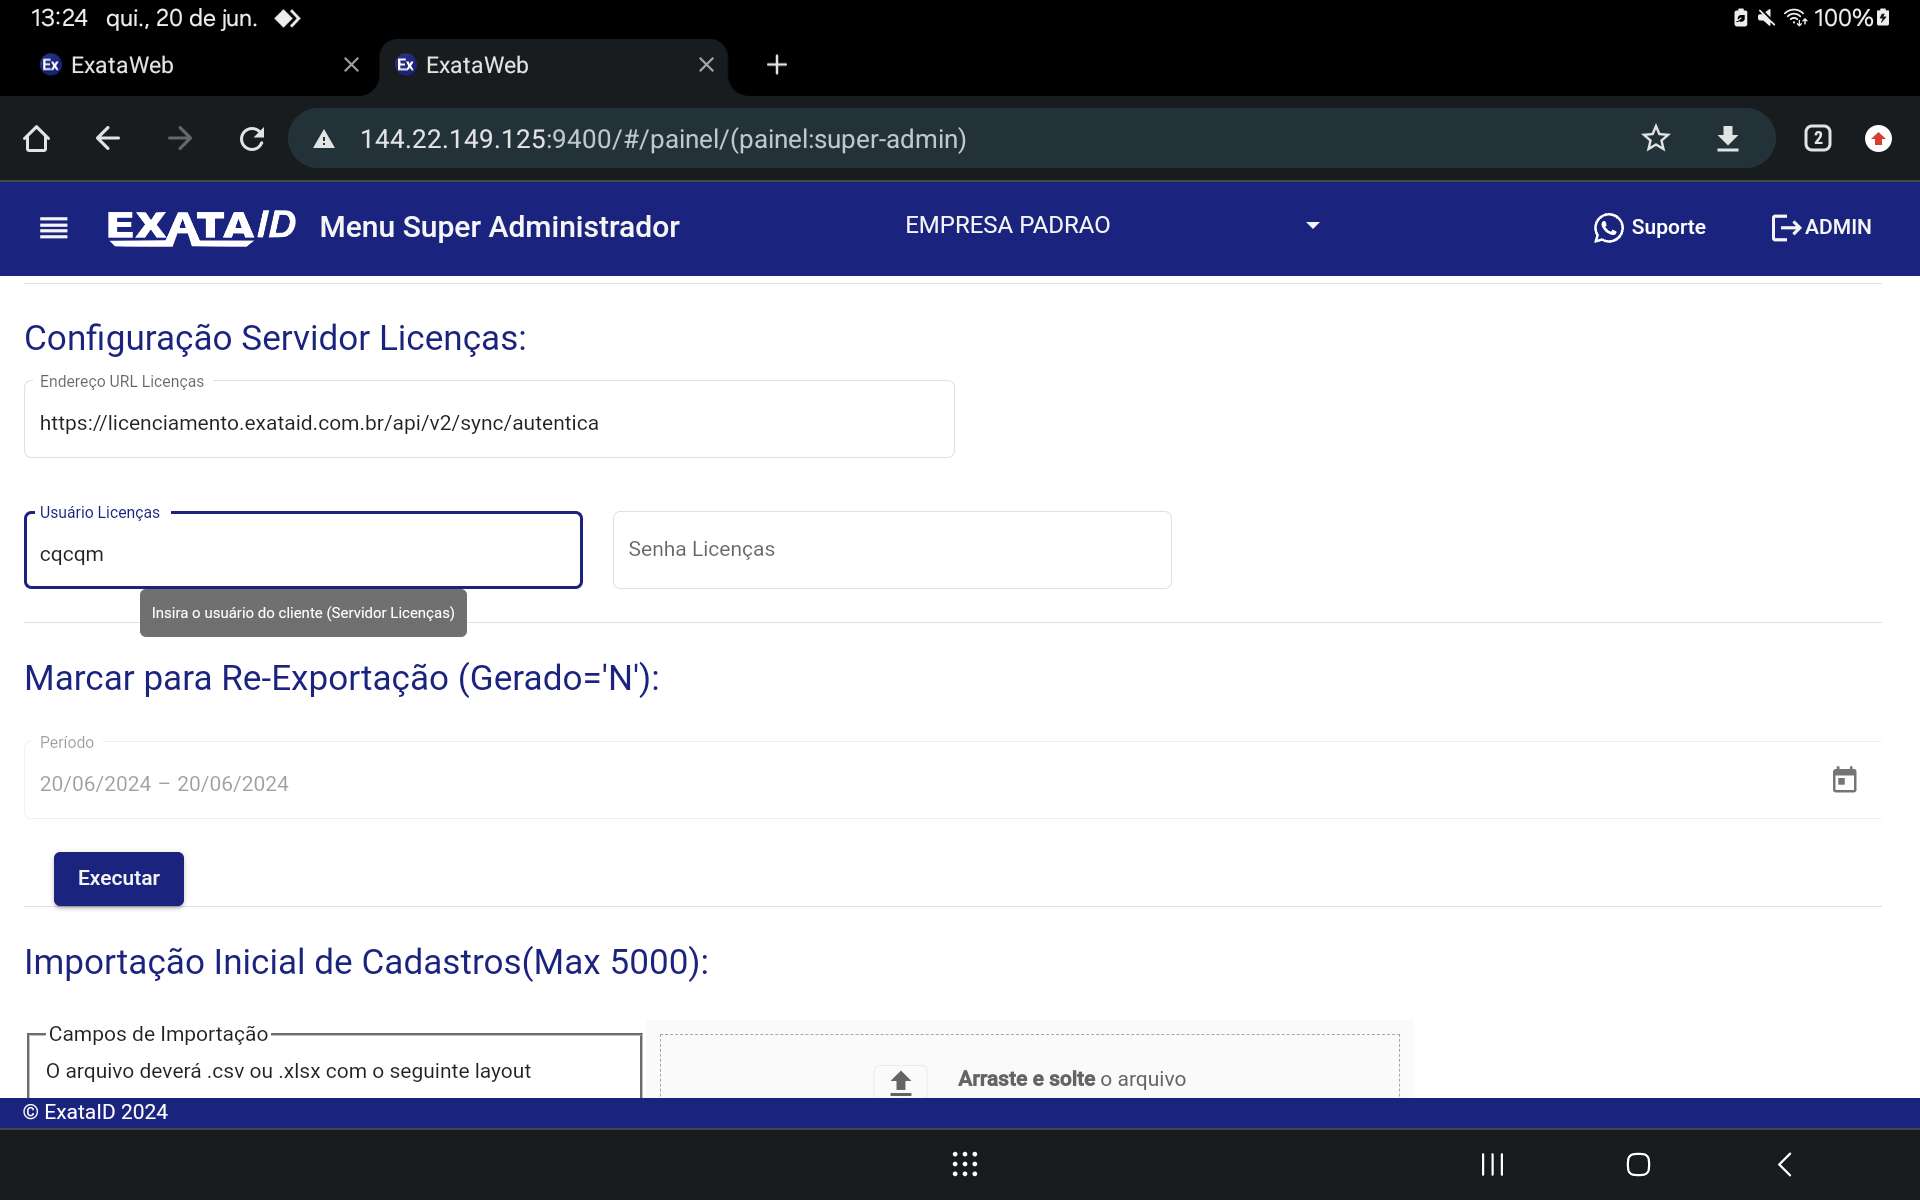 13:24 qui., 20 de jun. 100%
Ex ExataWeb Ex ExataWeb
144.22.149.125:9400/#/painel/(painel:super-admin) 2
EXATAID Menu Super Administrador EMPRESA PADRAO Suporte ADMIN
Configuração Servidor Licenças:
Endereço URL Licenças
https://licenciamento.exataid.com.br/api/v2/sync/autentica
Usuário Licenças
cqcqm
Senha Licenças
Insira o usuário do cliente (Servidor Licenças)
Marcar para Re-Exportação (Gerado='N'):
Período
20/06/2024 – 20/06/2024
Executar
Importação Inicial de Cadastros(Max 5000):
Campos de Importação
O arquivo deverá .csv ou .xlsx com o seguinte layout
Arraste e solte o arquivo
© ExataID 2024